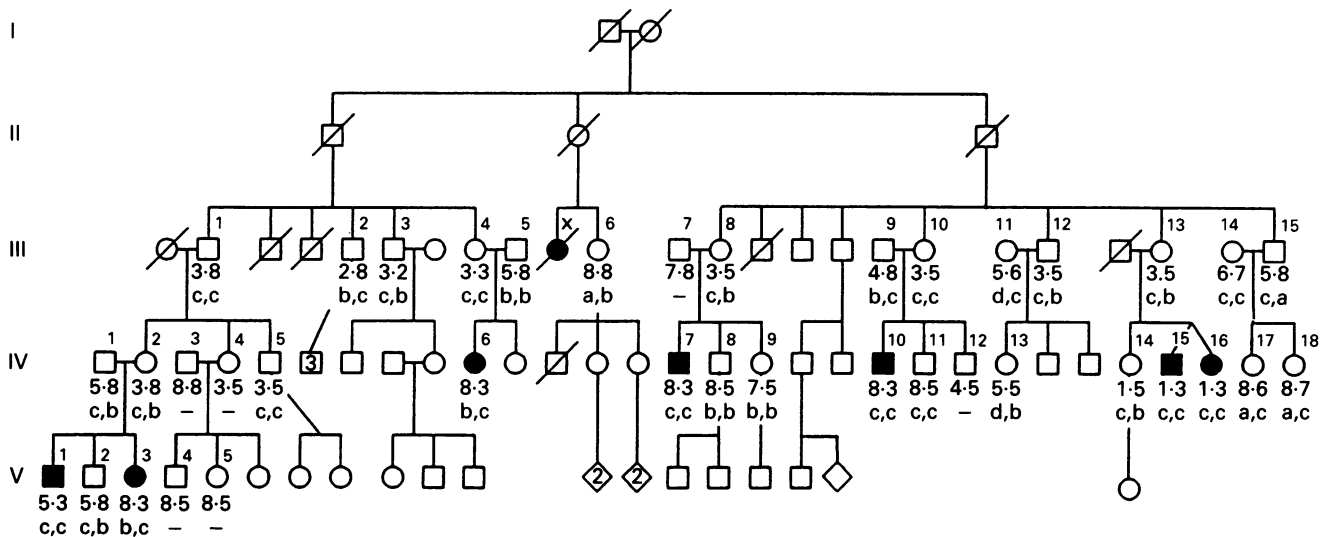 I
II
1 2 3 4 5 x 6 7 8 9 10 11 12 13 14 15
III
3·8 2·8 3·2 3·3 5·8 8·8 7·8 3·5 4·8 3·5 5·6 3·5 3.5 6·7 5·8
c,c b,c c,b c,c b,b a,b – c,b b,c c,c d,c c,b c,b c,c c,a
1 2 3 4 5 6 7 8 9 10 11 12 13 14 15 16 17 18
IV 3
5·8 3·8 8·8 3·5 3·5 8·3 8·3 8·5 7·5 8·3 8·5 4·5 5·5 1·5 1·3 1·3 8·6 8·7
c,b c,b – – c,c b,c c,c b,b b,b c,c c,c – d,b c,b c,c c,c a,c a,c
1 2 3 4 5
V 2 2
5·3 5·8 8·3 8·5 8·5
c,c c,b b,c – –